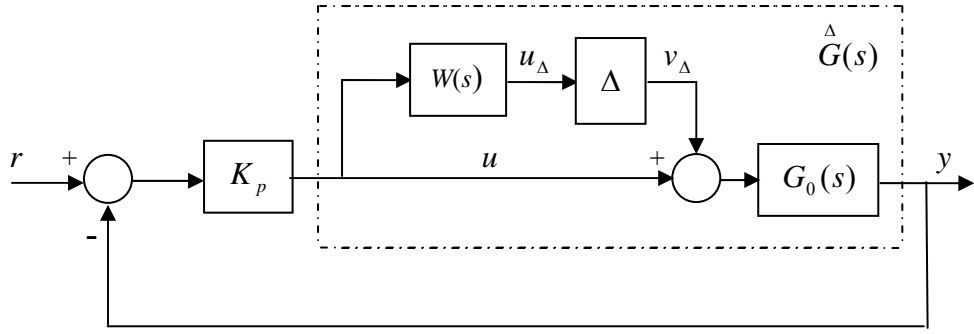 Δ
G(s)
W(s)
u_Δ
Δ
v_Δ
r
+
K_p
u
+
G_0(s)
y
-